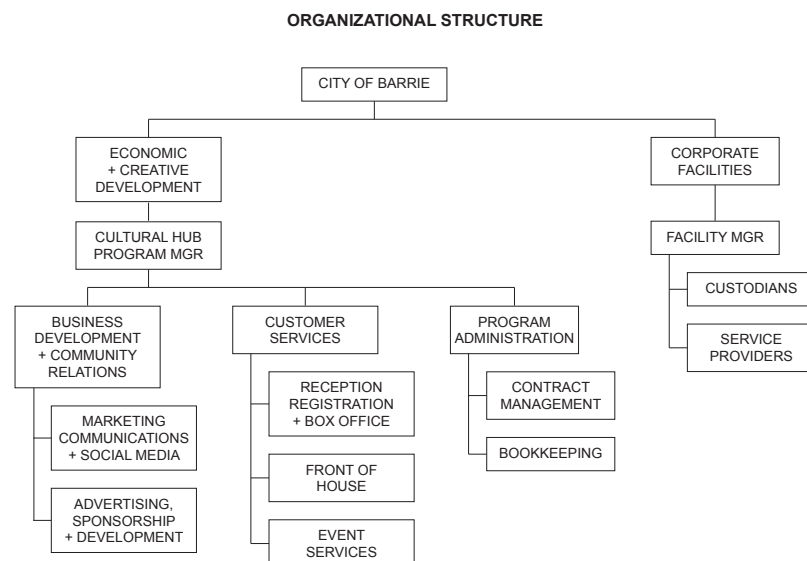 ORGANIZATIONAL STRUCTURE
CITY OF BARRIE
ECONOMIC
+ CREATIVE
DEVELOPMENT
CORPORATE
FACILITIES
CULTURAL HUB
PROGRAM MGR
FACILITY MGR
CUSTODIANS
SERVICE
PROVIDERS
BUSINESS
DEVELOPMENT
+ COMMUNITY
RELATIONS
MARKETING
COMMUNICATIONS
+ SOCIAL MEDIA
ADVERTISING,
SPONSORSHIP
+ DEVELOPMENT
CUSTOMER
SERVICES
RECEPTION
REGISTRATION
+ BOX OFFICE
FRONT OF
HOUSE
EVENT
SERVICES
PROGRAM
ADMINISTRATION
CONTRACT
MANAGEMENT
BOOKKEEPING